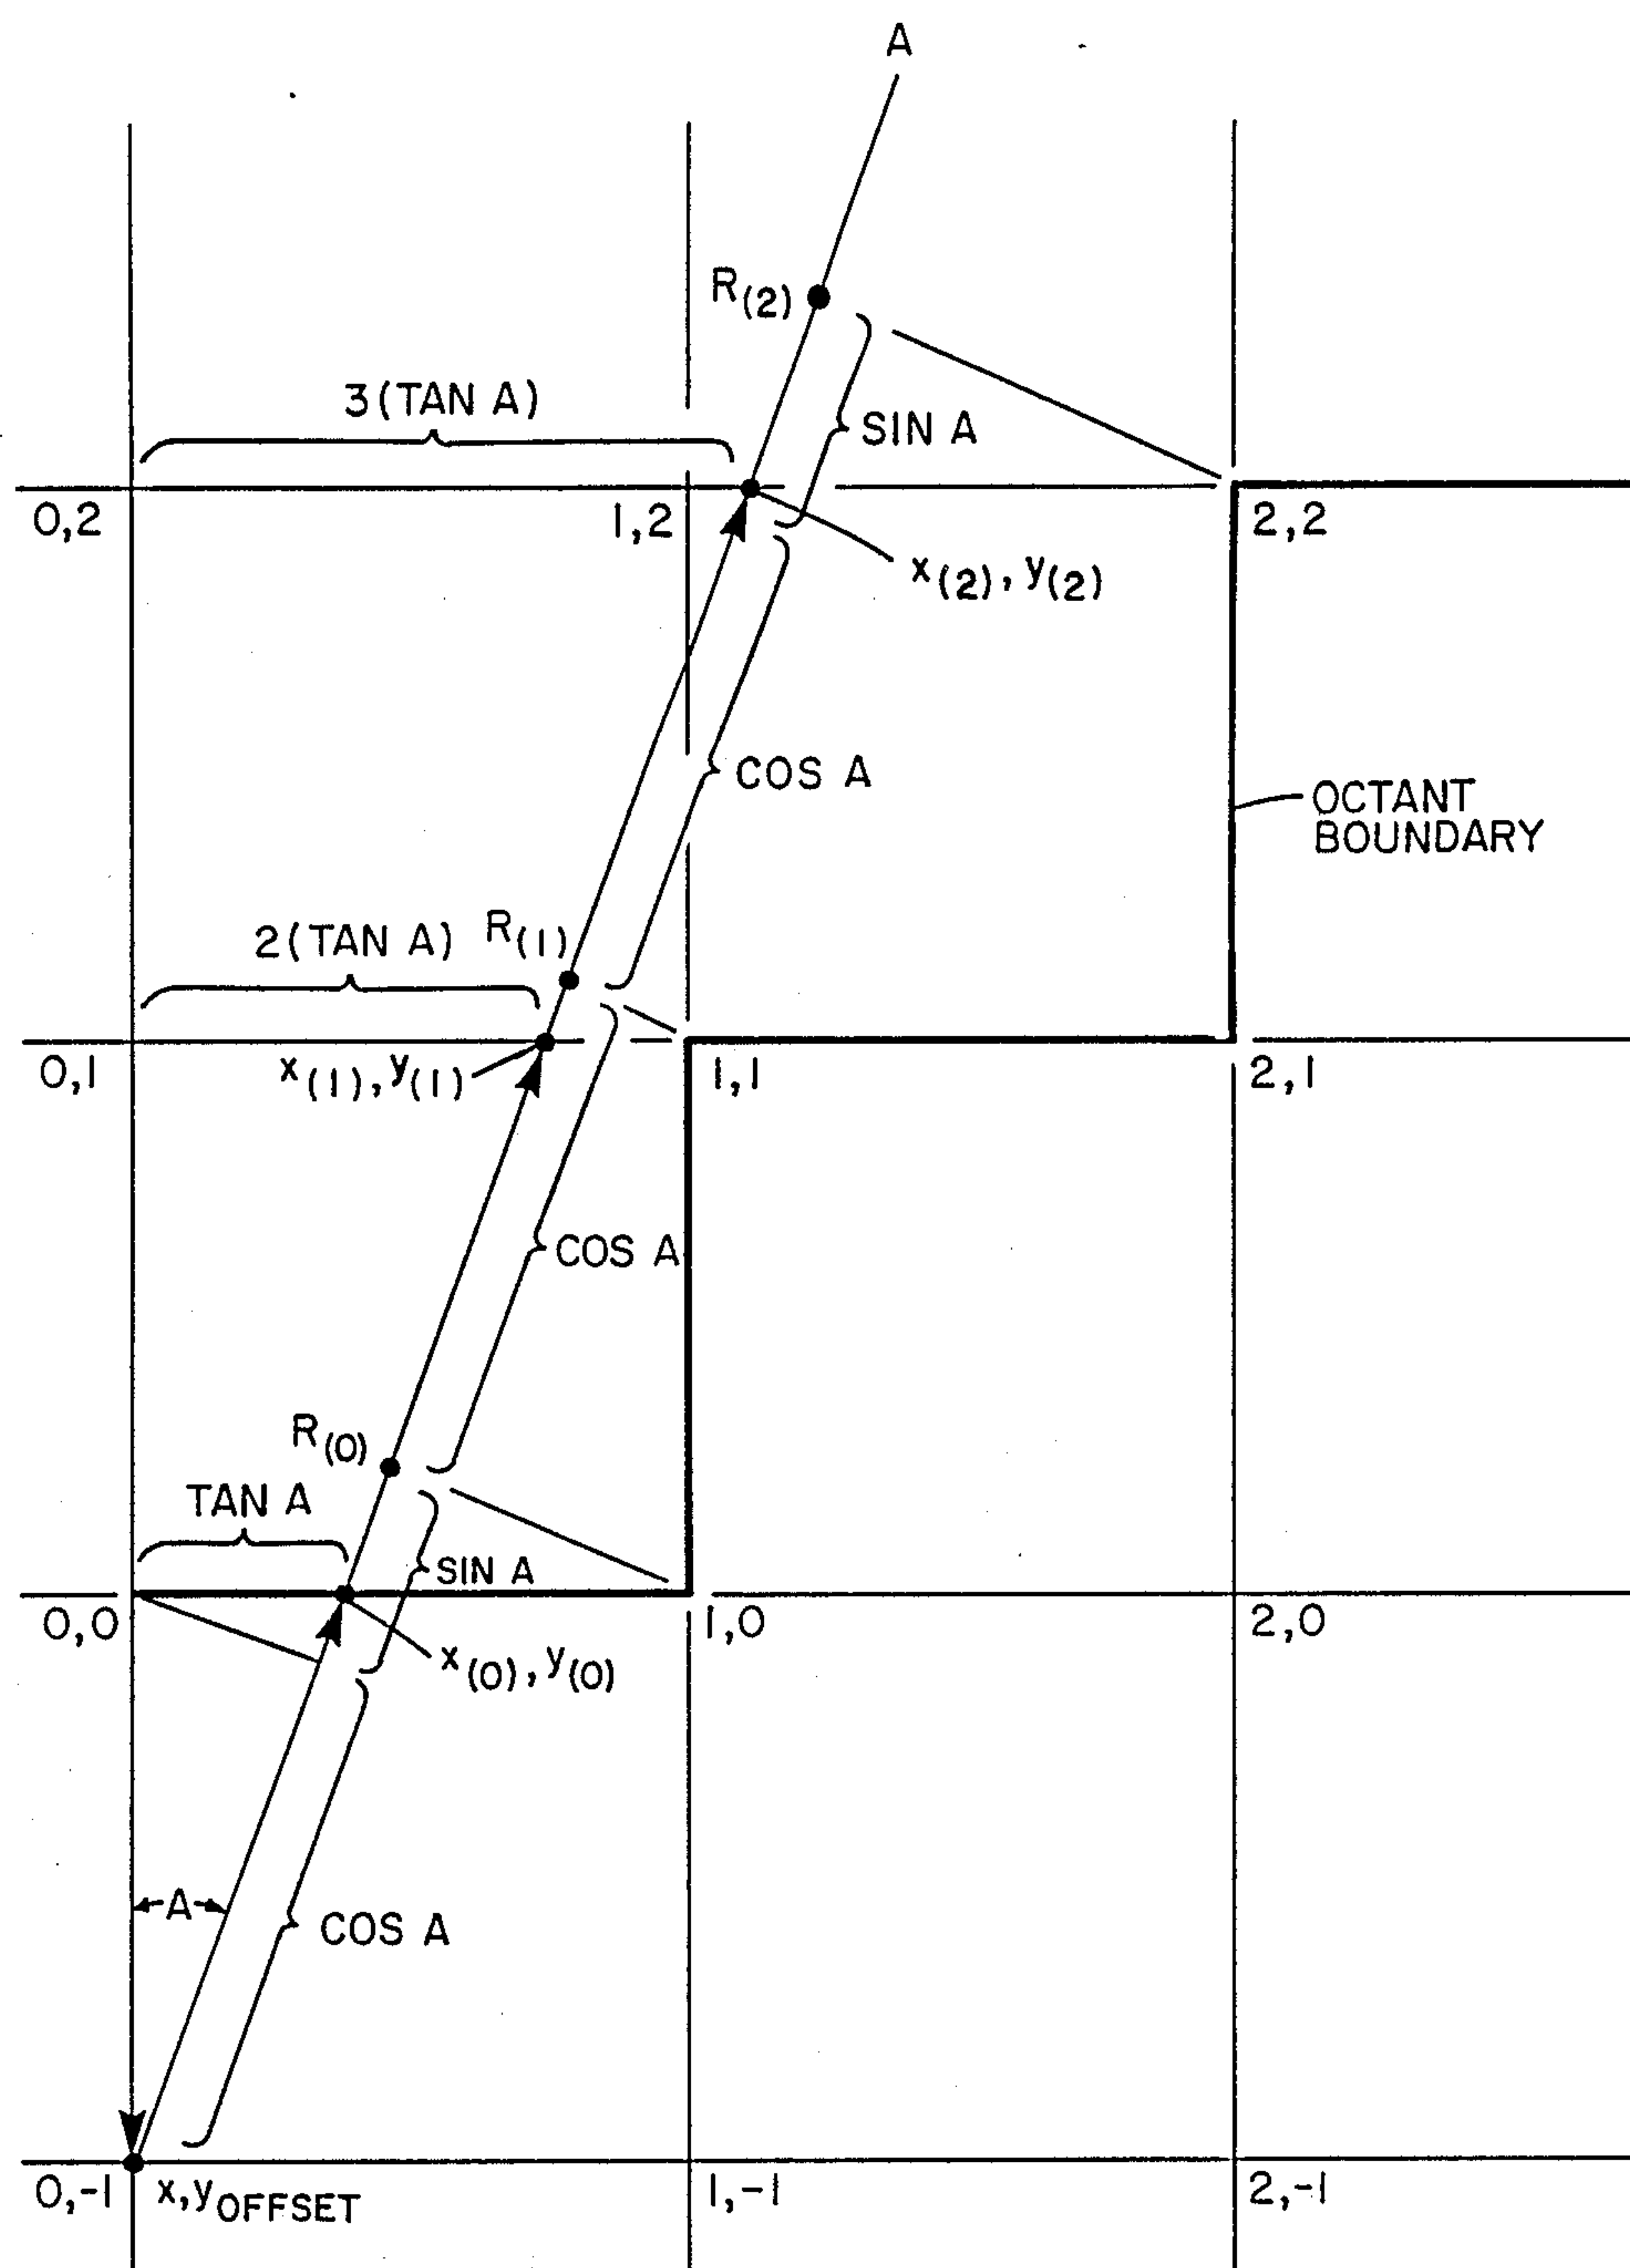 A
R(2)
3(TAN A)
SIN A
0,2
1,2
2,2
x(2), y(2)
COS A
OCTANT
BOUNDARY
2(TAN A)
R(1)
0,1
x(1), y(1)
1,1
2,1
COS A
R(0)
TAN A
SIN A
0,0
1,0
2,0
x(0), y(0)
A
COS A
0,-1
x,yOFFSET
1,-1
2,-1